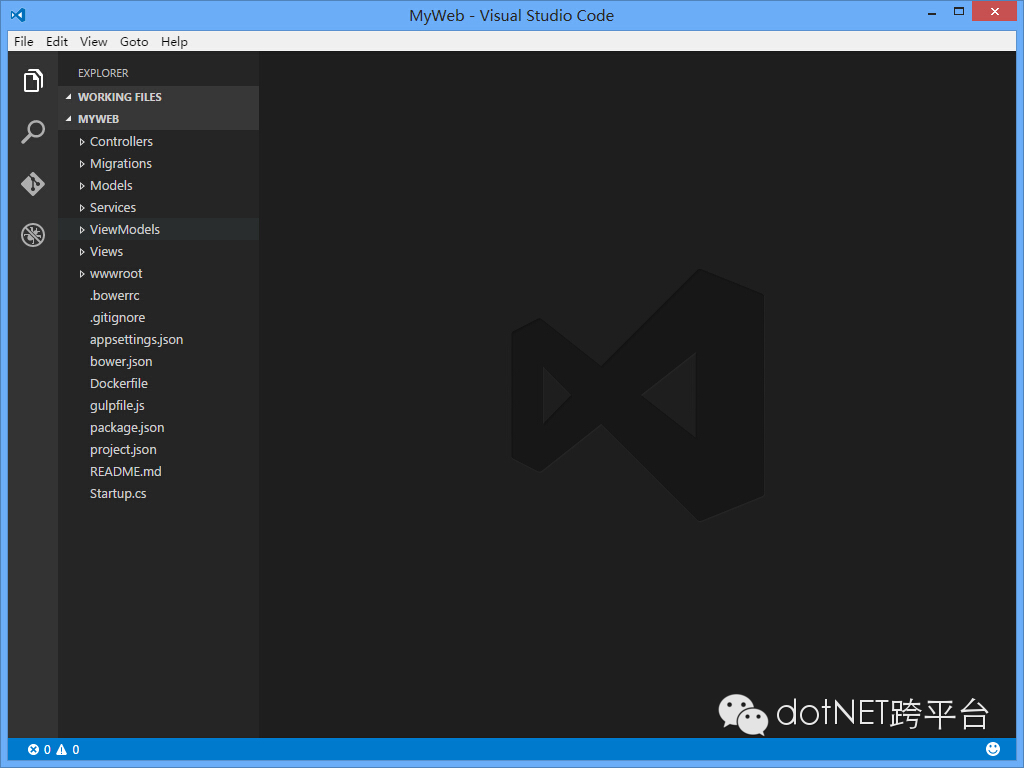 MyWeb - Visual Studio Code
File Edit View Goto Help
EXPLORER
WORKING FILES
MYWEB
Controllers
Migrations
Models
Services
ViewModels
Views
wwwroot
.bowerrc
.gitignore
appsettings.json
bower.json
Dockerfile
gulpfile.js
package.json
project.json
README.md
Startup.cs
dotNET跨平台
0 0